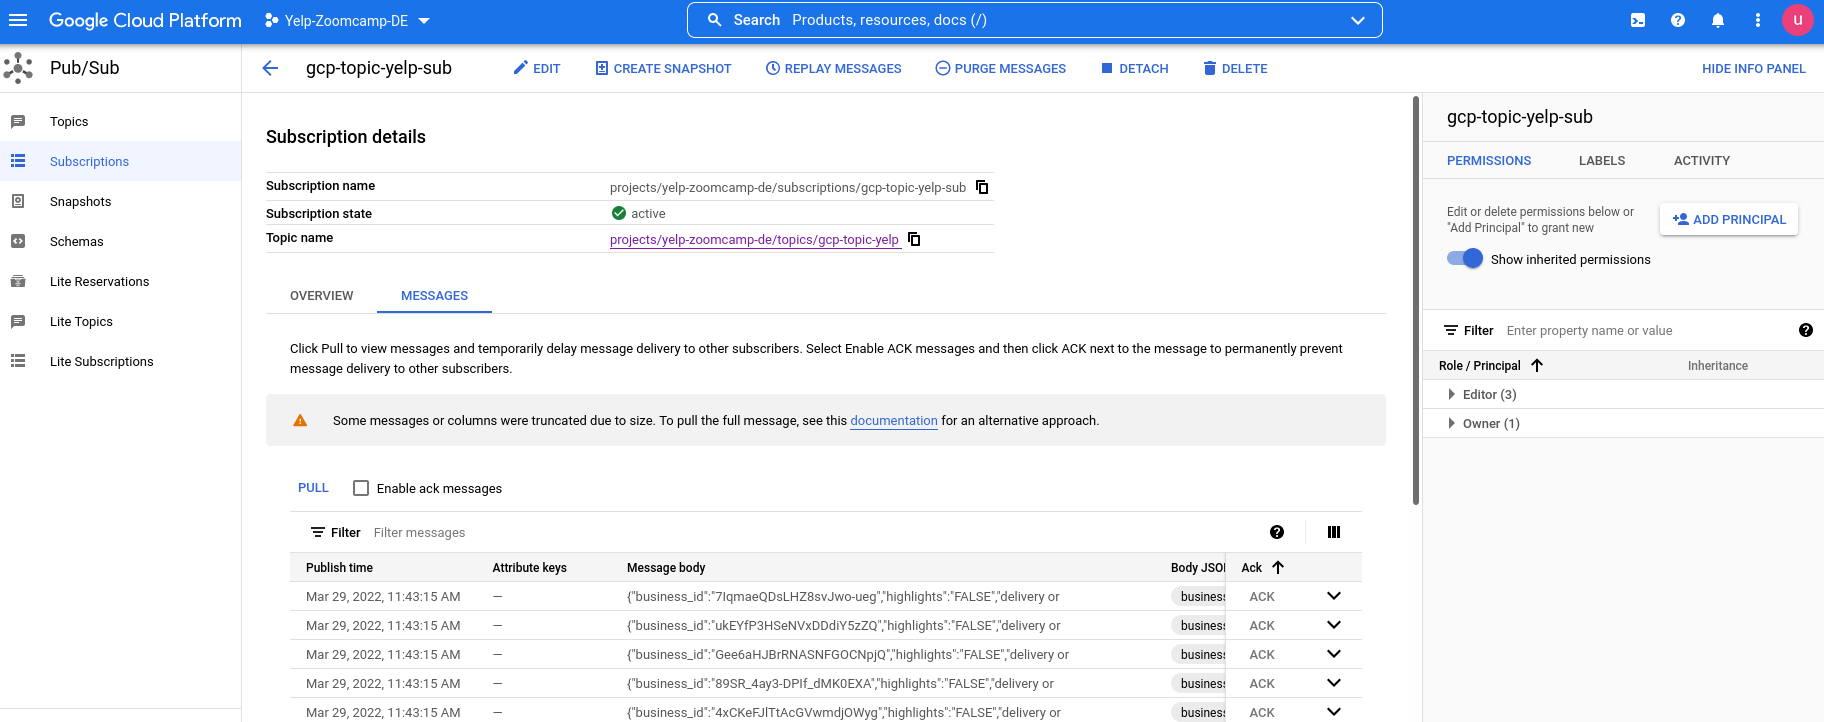 Google Cloud Platform
Yelp-Zoomcamp-DE
Search Products, resources, docs (/)
U
Pub/Sub
gcp-topic-yelp-sub
EDIT
CREATE SNAPSHOT
REPLAY MESSAGES
PURGE MESSAGES
DETACH
DELETE
HIDE INFO PANEL
Topics
Subscriptions
Snapshots
Schemas
Lite Reservations
Lite Topics
Lite Subscriptions
Subscription details
Subscription name projects/yelp-zoomcamp-de/subscriptions/gcp-topic-yelp-sub
Subscription state active
Topic name projects/yelp-zoomcamp-de/topics/gcp-topic-yelp
OVERVIEW MESSAGES
Click Pull to view messages and temporarily delay message delivery to other subscribers. Select Enable ACK messages and then click ACK next to the message to permanently prevent
message delivery to other subscribers.
Some messages or columns were truncated due to size. To pull the full message, see this documentation for an alternative approach.
PULL Enable ack messages
Filter Filter messages
Publish time Attribute keys Message body Body JSO Ack
Mar 29, 2022, 11:43:15 AM — {"business_id":"7IqmaeQDsLHZ8svJwo-ueg","highlights":"FALSE","delivery or business ACK
Mar 29, 2022, 11:43:15 AM — {"business_id":"ukEYfP3HSeNVxDDdiY5zZQ","highlights":"FALSE","delivery or business ACK
Mar 29, 2022, 11:43:15 AM — {"business_id":"Gee6aHJBrRNASNFGOCNpjQ","highlights":"FALSE","delivery or business ACK
Mar 29, 2022, 11:43:15 AM — {"business_id":"89SR_4ay3-DPIf_dMK0EXA","highlights":"FALSE","delivery or business ACK
Mar 29, 2022, 11:43:15 AM — {"business_id":"4xCKeFJlTtAcGVwmdjOWyg","highlights":"FALSE","delivery or business ACK
gcp-topic-yelp-sub
PERMISSIONS LABELS ACTIVITY
Edit or delete permissions below or
"Add Principal" to grant new
ADD PRINCIPAL
Show inherited permissions
Filter Enter property name or value
Role / Principal Inheritance
Editor (3)
Owner (1)